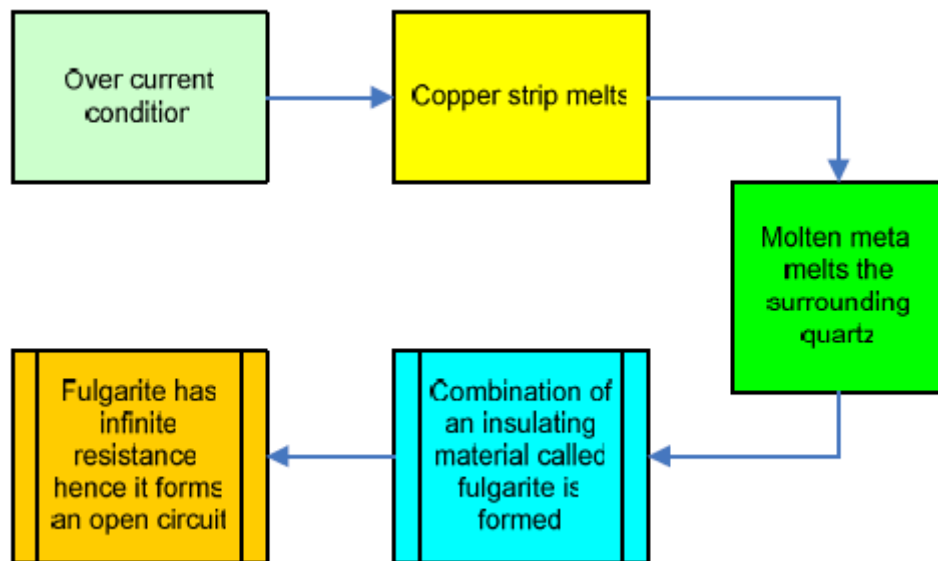 Over current
condition
Copper strip melts
Molten meta
melts the
surrounding
quartz
Combination of
an insulating
material called
fulgarite is
formed
Fulgarite has
infinite
resistance
hence it forms
an open circuit